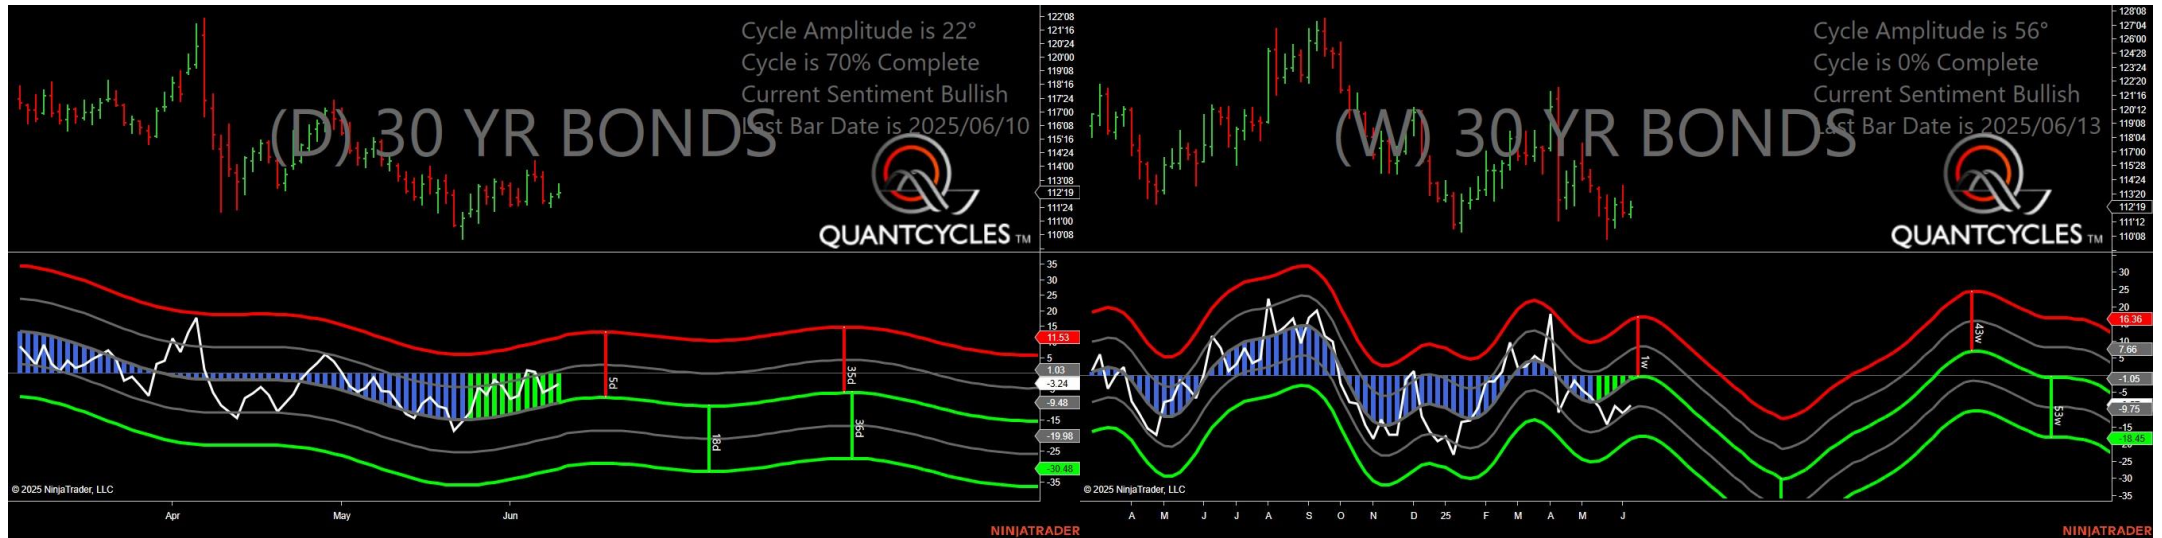 Cycle Amplitude is 22°
Cycle is 70% Complete
Current Sentiment Bullish
Last Bar Date is 2025/06/10
(D) 30 YR BONDS
QUANTCYCLES TM
122'08
121'16
120'24
120'00
119'08
118'16
117'24
117'00
116'08
115'16
114'24
114'00
113'08
112'19
111'24
111'00
110'08
35
30
25
20
15
11.53
5
1.03
-3.24
-9.48
-15
-19.98
-25
-30.48
-35
5d
18d
35d
36d
© 2025 NinjaTrader, LLC
Apr May Jun
NINJATRADER
Cycle Amplitude is 56°
Cycle is 0% Complete
Current Sentiment Bullish
Last Bar Date is 2025/06/13
(W) 30 YR BONDS
QUANTCYCLES TM
128'08
127'04
126'00
124'28
123'24
122'20
121'16
120'12
119'08
118'04
117'00
115'28
114'24
113'20
112'19
111'12
110'08
30
25
20
16.36
7.66
-1.05
-5
-9.75
-15
-18.45
-25
-30
-35
1w
43w
53w
© 2025 NinjaTrader, LLC
A M J J A S O N D 25 F M A M J
NINJATRADER